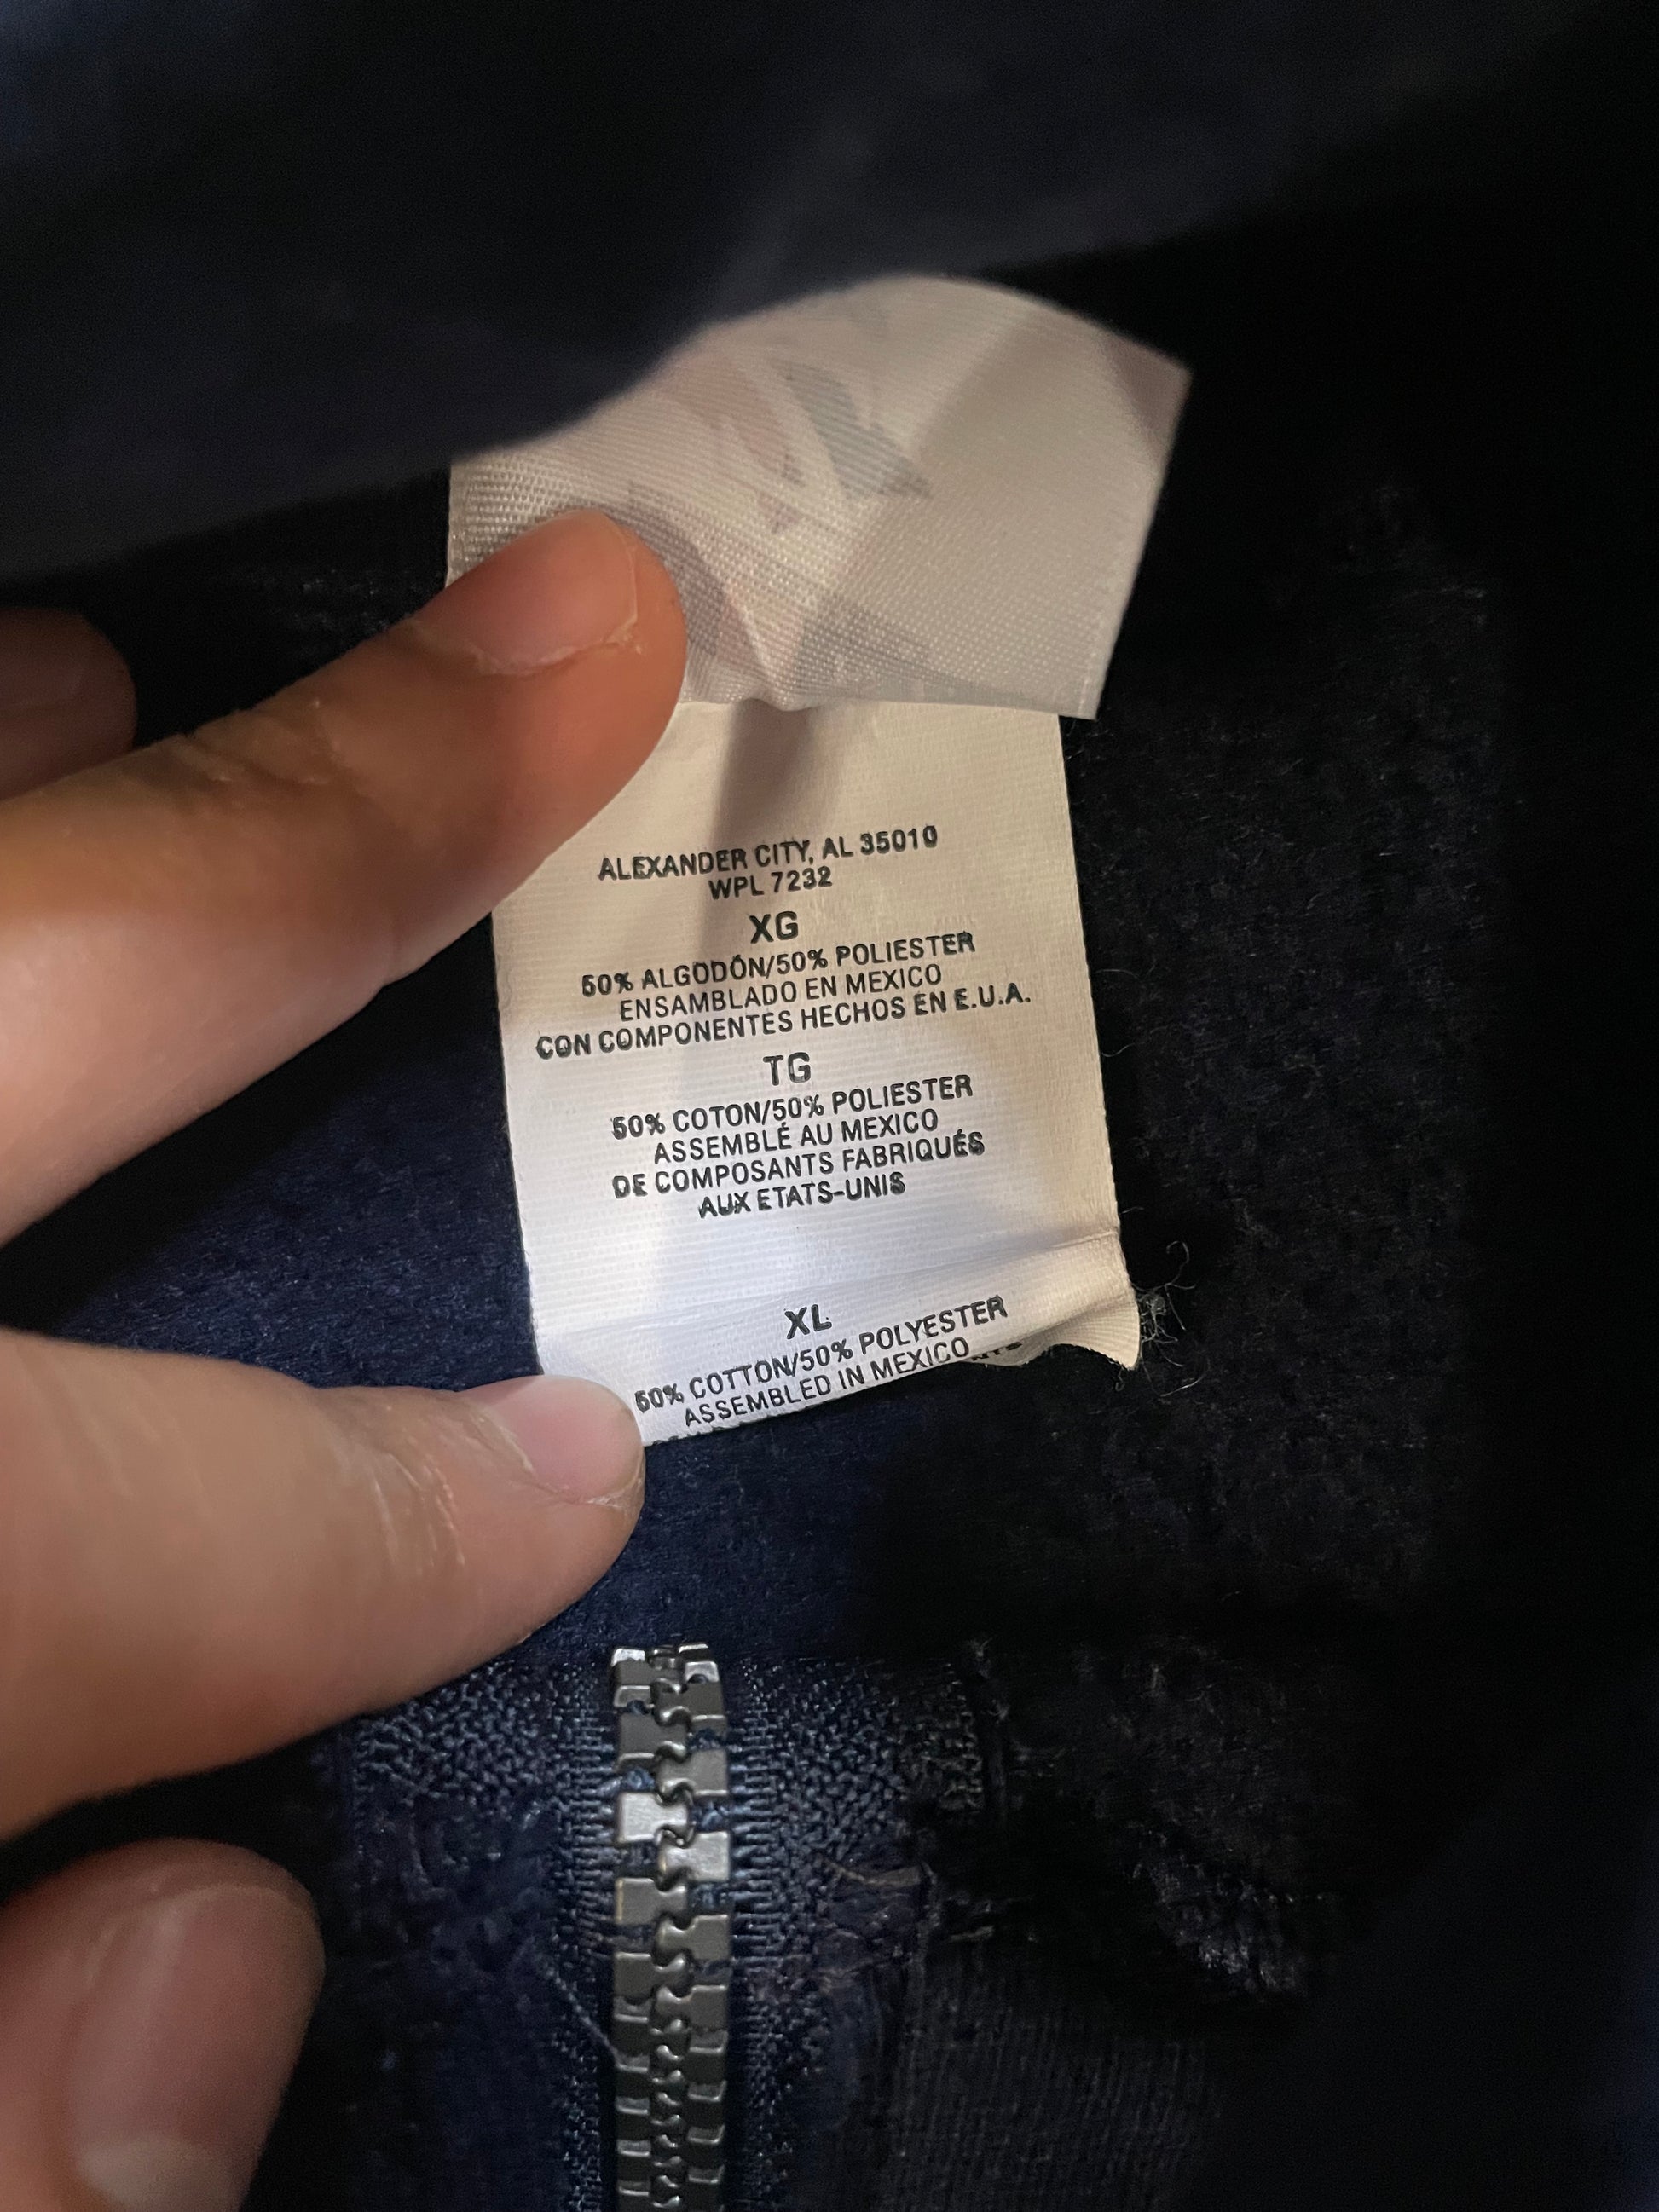 ALEXANDER CITY, AL 35010
WPL 7232
XG
50% ALGODÓN/50% POLIESTER
ENSAMBLADO EN MEXICO
CON COMPONENTES HECHOS EN E.U.A.
TG
50% COTON/50% POLIESTER
ASSEMBLÉ AU MEXICO
DE COMPOSANTS FABRIQUÉS
AUX ETATS-UNIS
XL
50% COTTON/50% POLYESTER
ASSEMBLED IN MEXICO